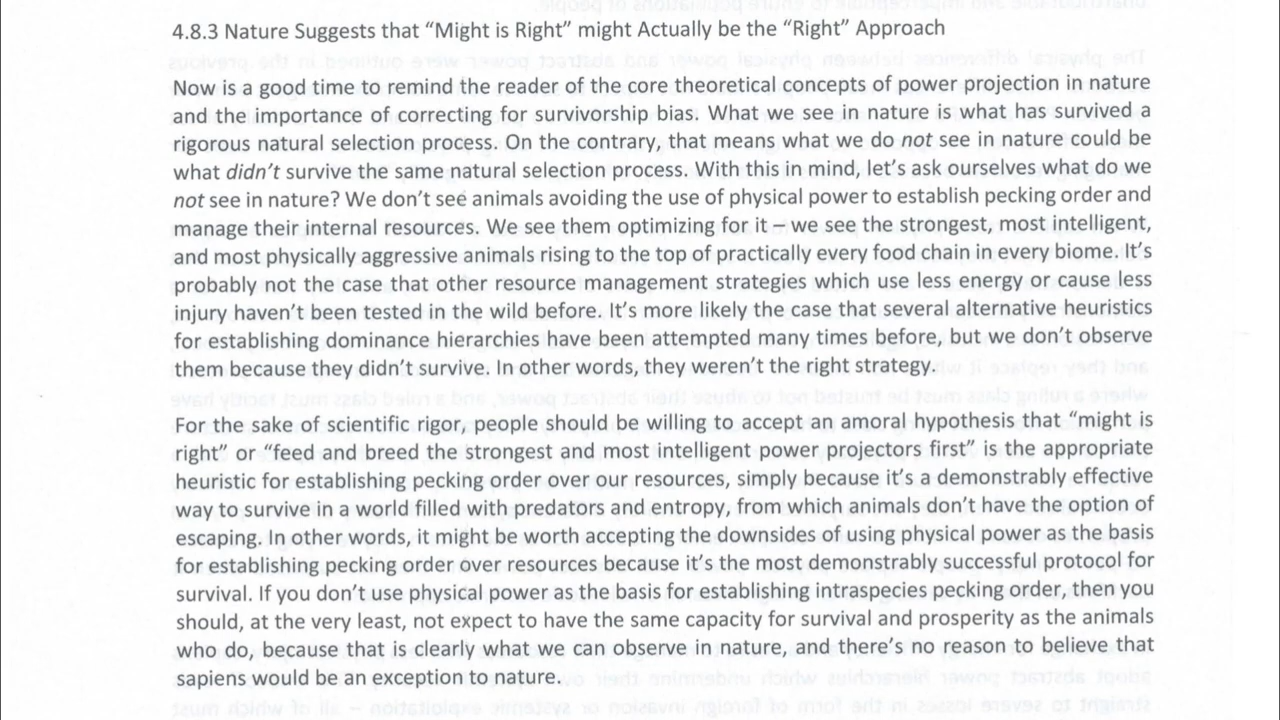 4.8.3 Nature Suggests that “Might is Right” might Actually be the “Right” Approach
Now is a good time to remind the reader of the core theoretical concepts of power projection in nature
and the importance of correcting for survivorship bias. What we see in nature is what has survived a
rigorous natural selection process. On the contrary, that means what we do not see in nature could be
what didn’t survive the same natural selection process. With this in mind, let’s ask ourselves what do we
not see in nature? We don’t see animals avoiding the use of physical power to establish pecking order and
manage their internal resources. We see them optimizing for it – we see the strongest, most intelligent,
and most physically aggressive animals rising to the top of practically every food chain in every biome. It’s
probably not the case that other resource management strategies which use less energy or cause less
injury haven’t been tested in the wild before. It’s more likely the case that several alternative heuristics
for establishing dominance hierarchies have been attempted many times before, but we don’t observe
them because they didn’t survive. In other words, they weren’t the right strategy.
For the sake of scientific rigor, people should be willing to accept an amoral hypothesis that “might is
right” or “feed and breed the strongest and most intelligent power projectors first” is the appropriate
heuristic for establishing pecking order over our resources, simply because it’s a demonstrably effective
way to survive in a world filled with predators and entropy, from which animals don’t have the option of
escaping. In other words, it might be worth accepting the downsides of using physical power as the basis
for establishing pecking order over resources because it’s the most demonstrably successful protocol for
survival. If you don’t use physical power as the basis for establishing intraspecies pecking order, then you
should, at the very least, not expect to have the same capacity for survival and prosperity as the animals
who do, because that is clearly what we can observe in nature, and there’s no reason to believe that
sapiens would be an exception to nature.